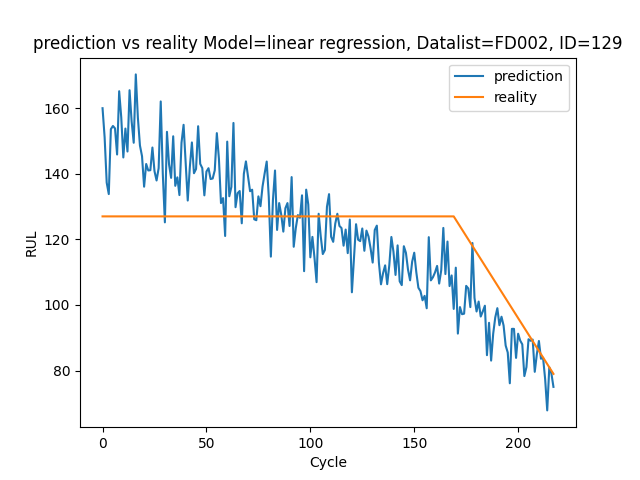 prediction vs reality Model=linear regression, Datalist=FD002, ID=129
prediction
reality
RUL
160
140
120
100
80
0
50
100
150
200
Cycle